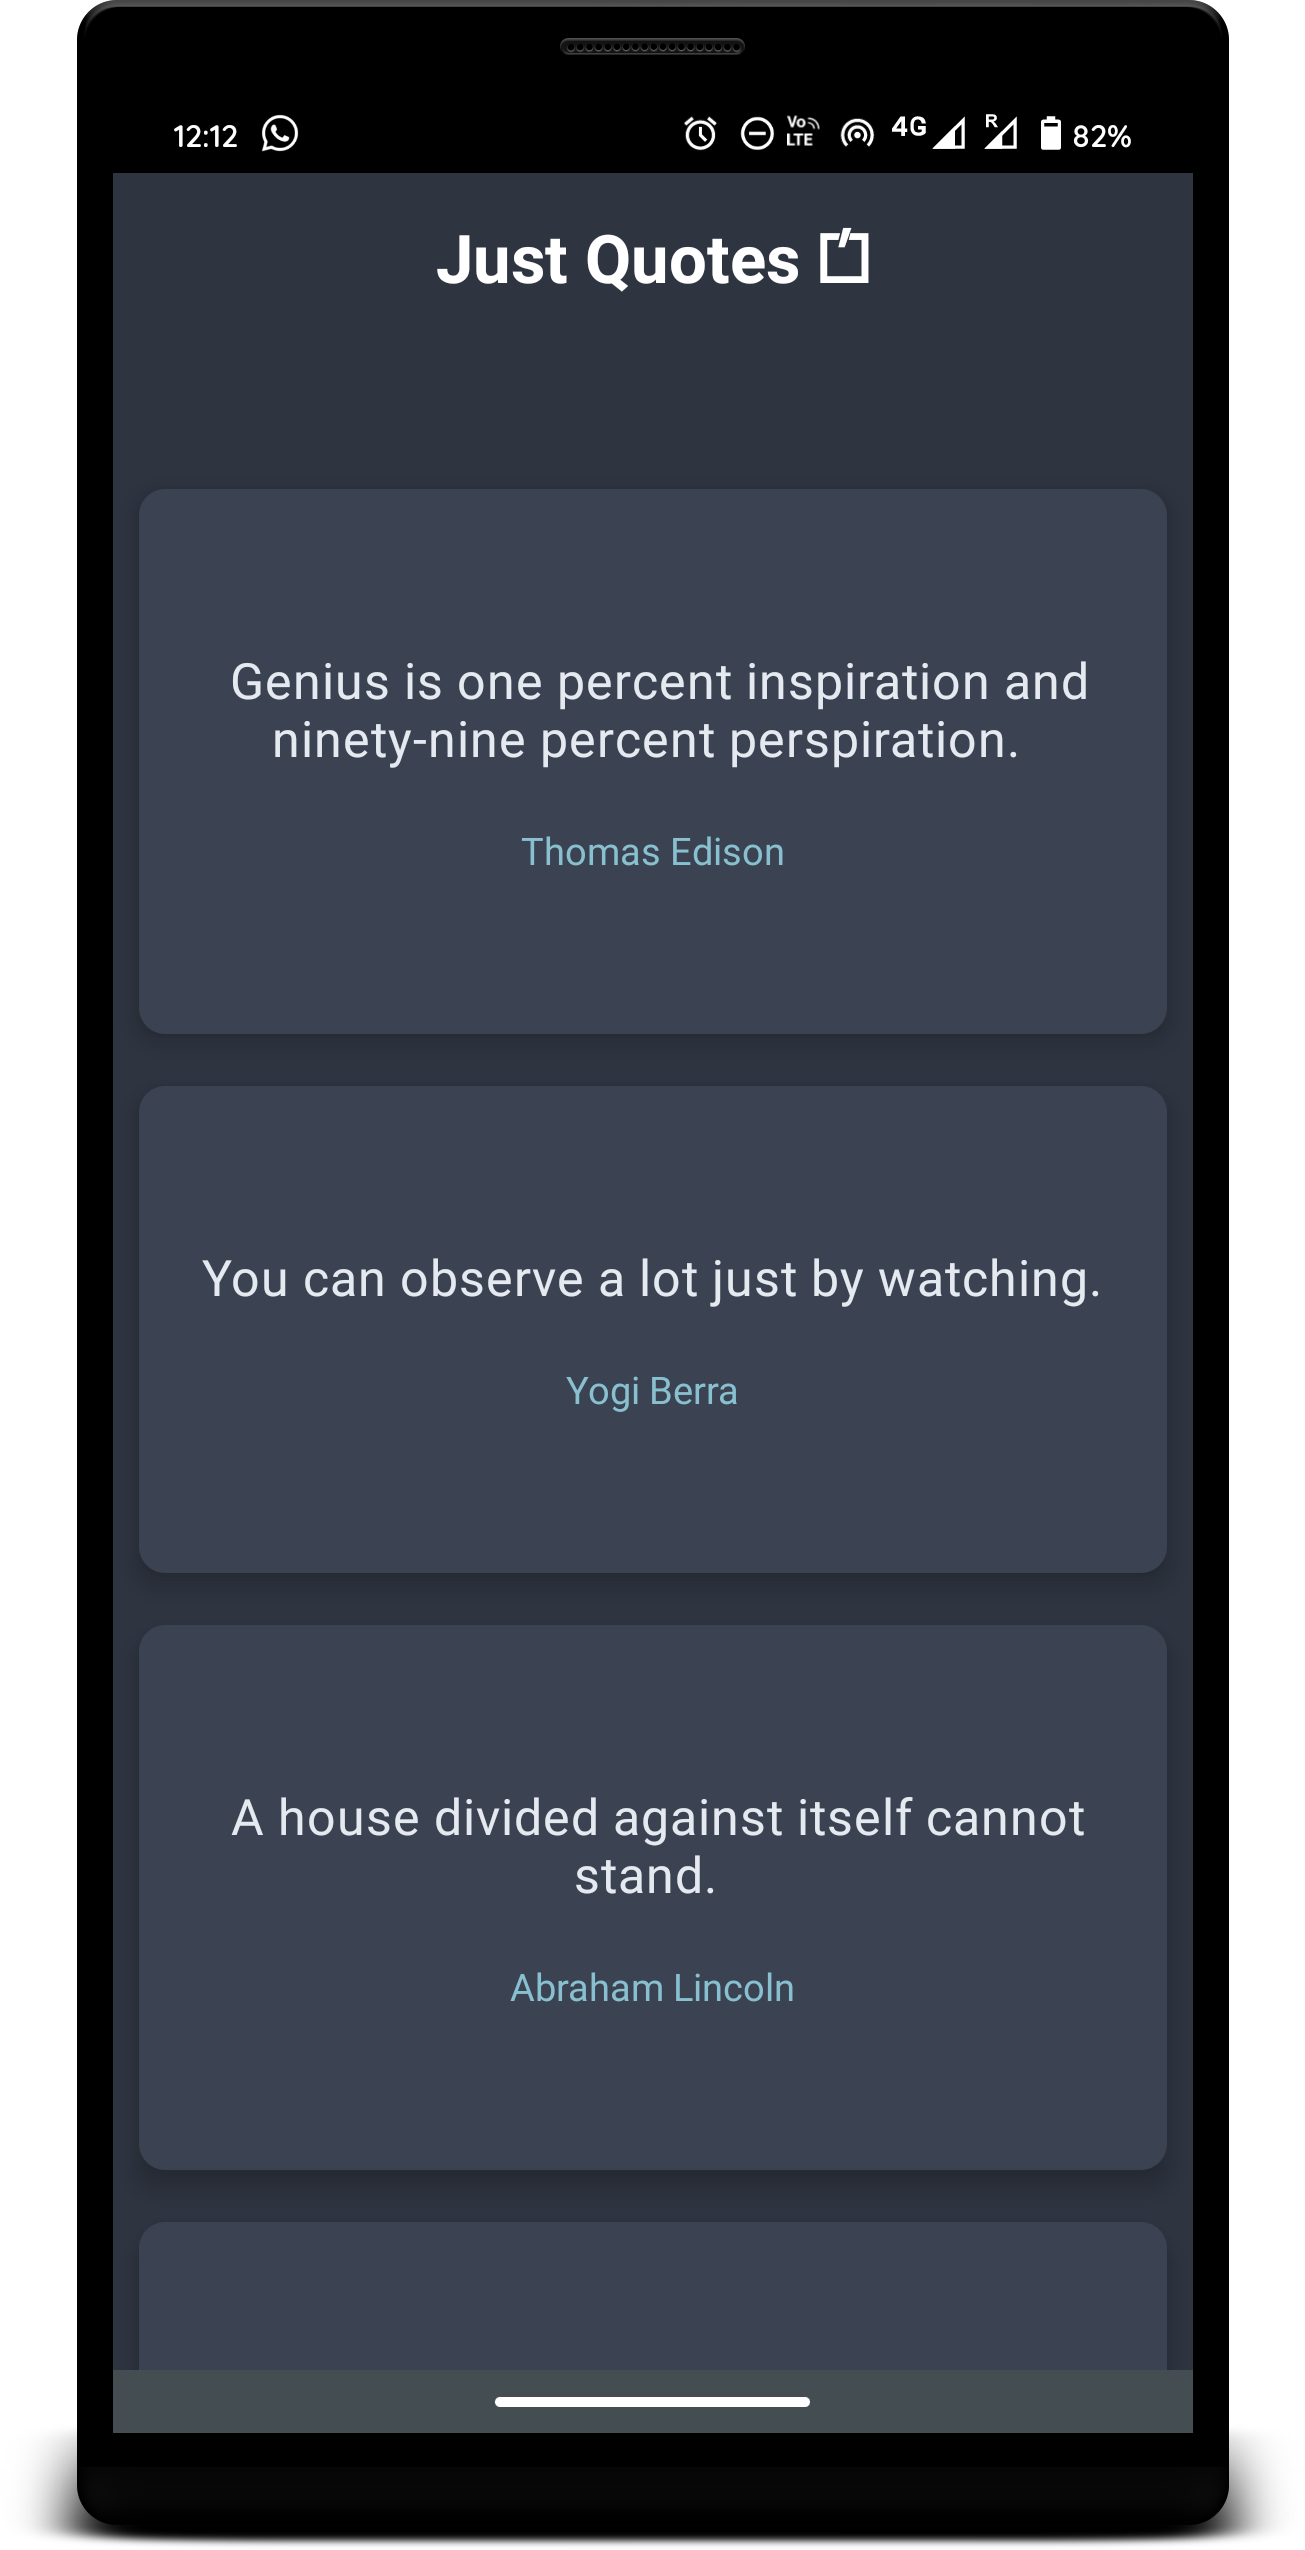 12:12 Vo LTE 4G R 82%
Just Quotes
Genius is one percent inspiration and
ninety-nine percent perspiration.
Thomas Edison
You can observe a lot just by watching.
Yogi Berra
A house divided against itself cannot
stand.
Abraham Lincoln